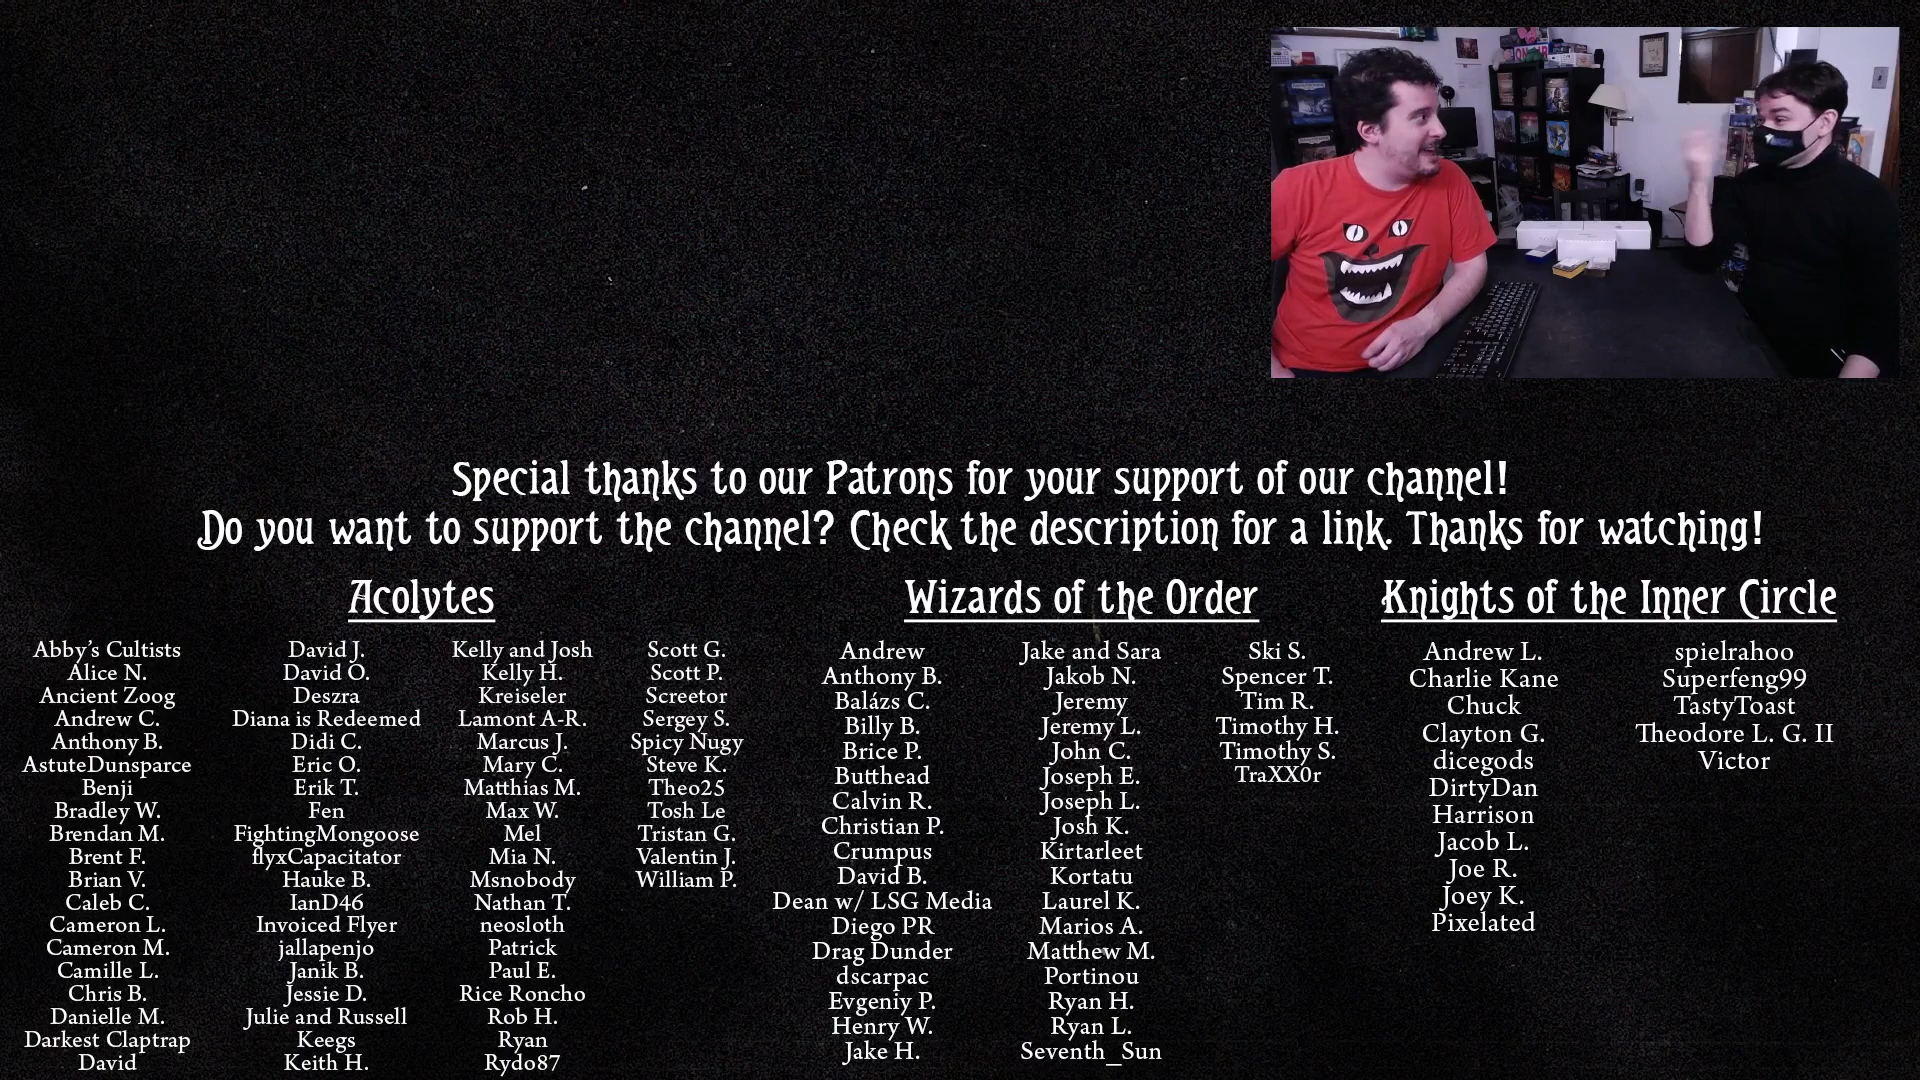 ON AIR
Special thanks to our Patrons for your support of our channel!
Do you want to support the channel? Check the description for a link. Thanks for watching!
Acolytes
Abby's Cultists
Alice N.
Ancient Zoog
Andrew C.
Anthony B.
AstuteDunsparce
Benji
Bradley W.
Brendan M.
Brent F.
Brian V.
Caleb C.
Cameron L.
Cameron M.
Camille L.
Chris B.
Danielle M.
Darkest Claptrap
David
David J.
David O.
Deszra
Diana is Redeemed
Didi C.
Eric O.
Erik T.
Fen
FightingMongoose
flyxCapacitator
Hauke B.
IanD46
Invoiced Flyer
jallapenjo
Janik B.
Jessie D.
Julie and Russell
Keegs
Keith H.
Kelly and Josh
Kelly H.
Kreiseler
Lamont A-R.
Marcus J.
Mary C.
Matthias M.
Max W.
Mel
Mia N.
Msnobody
Nathan T.
neosloth
Patrick
Paul E.
Rice Roncho
Rob H.
Ryan
Rydo87
Scott G.
Scott P.
Screetor
Sergey S.
Spicy Nugy
Steve K.
Theo25
Tosh Le
Tristan G.
Valentin J.
William P.
Wizards of the Order
Andrew
Anthony B.
Balázs C.
Billy B.
Brice P.
Butthead
Calvin R.
Christian P.
Crumpus
David B.
Dean w/ LSG Media
Diego PR
Drag Dunder
dscarpac
Evgeniy P.
Henry W.
Jake H.
Jake and Sara
Jakob N.
Jeremy
Jeremy L.
John C.
Joseph E.
Joseph L.
Josh K.
Kirtarleet
Kortatu
Laurel K.
Marios A.
Matthew M.
Portinou
Ryan H.
Ryan L.
Seventh_Sun
Ski S.
Spencer T.
Tim R.
Timothy H.
Timothy S.
TraXX0r
Knights of the Inner Circle
Andrew L.
Charlie Kane
Chuck
Clayton G.
dicegods
DirtyDan
Harrison
Jacob L.
Joe R.
Joey K.
Pixelated
spielrahoo
Superfeng99
TastyToast
Theodore L. G. II
Victor